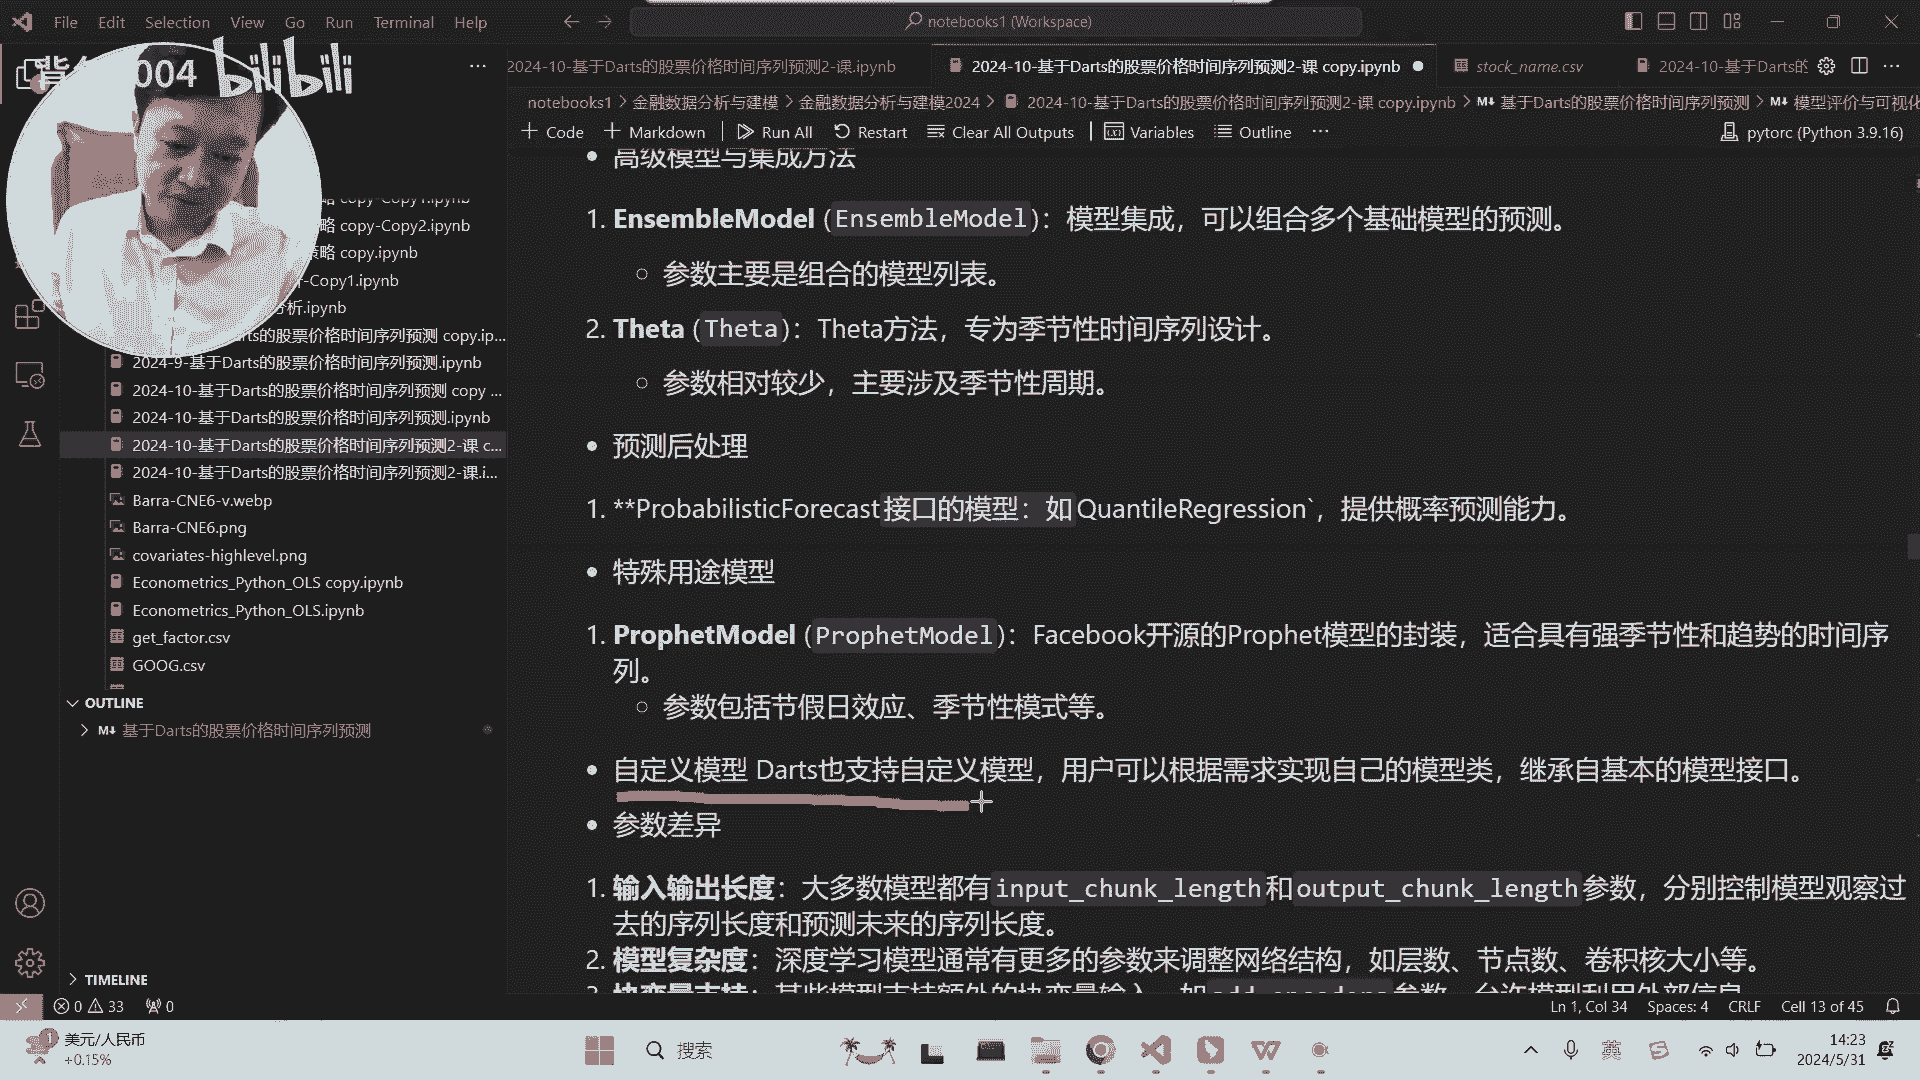 File Edit Selection View Go Run Terminal Help
notebooks1 (Workspace)
004 bilibili
2024-10-基于Darts的股票价格时间序列预测2-课.ipynb
2024-10-基于Darts的股票价格时间序列预测2-课 copy.ipynb
stock_name.csv
2024-10-基于Darts的
notebooks1 > 金融数据分析与建模 > 金融数据分析与建模2024 > 2024-10-基于Darts的股票价格时间序列预测2-课 copy.ipynb > M↓ 基于Darts的股票价格时间序列预测 > M↓ 模型评价与可视化
+ Code + Markdown Run All Restart Clear All Outputs Variables Outline ...
pytorc (Python 3.9.16)
略 copy-Copy1.ipynb
略 copy-Copy2.ipynb
策略 copy.ipynb
-Copy1.ipynb
分析.ipynb
ts的股票价格时间序列预测 copy.ip...
2024-9-基于Darts的股票价格时间序列预测.ipynb
2024-10-基于Darts的股票价格时间序列预测 copy ...
2024-10-基于Darts的股票价格时间序列预测.ipynb
2024-10-基于Darts的股票价格时间序列预测2-课 c...
2024-10-基于Darts的股票价格时间序列预测2-课.i...
Barra-CNE6-v.webp
Barra-CNE6.png
covariates-highlevel.png
Econometrics_Python_OLS copy.ipynb
Econometrics_Python_OLS.ipynb
get_factor.csv
GOOG.csv
OUTLINE
M↓ 基于Darts的股票价格时间序列预测
TIMELINE
• 高级模型与集成方法
1. EnsembleModel (EnsembleModel)：模型集成，可以组合多个基础模型的预测。
○ 参数主要是组合的模型列表。
2. Theta (Theta)：Theta方法，专为季节性时间序列设计。
○ 参数相对较少，主要涉及季节性周期。
• 预测后处理
1. **ProbabilisticForecast接口的模型：如QuantileRegression`，提供概率预测能力。
• 特殊用途模型
1. ProphetModel (ProphetModel)：Facebook开源的Prophet模型的封装，适合具有强季节性和趋势的时间序
列。
○ 参数包括节假日效应、季节性模式等。
• 自定义模型 Darts也支持自定义模型，用户可以根据需求实现自己的模型类，继承自基本的模型接口。
• 参数差异
1. 输入输出长度：大多数模型都有input_chunk_length和output_chunk_length参数，分别控制模型观察过
去的序列长度和预测未来的序列长度。
2. 模型复杂度：深度学习模型通常有更多的参数来调整网络结构，如层数、节点数、卷积核大小等。
0 33 0
Ln 1, Col 34 Spaces: 4 CRLF Cell 13 of 45
美元/人民币
+0.15%
搜索
英
14:23
2024/5/31